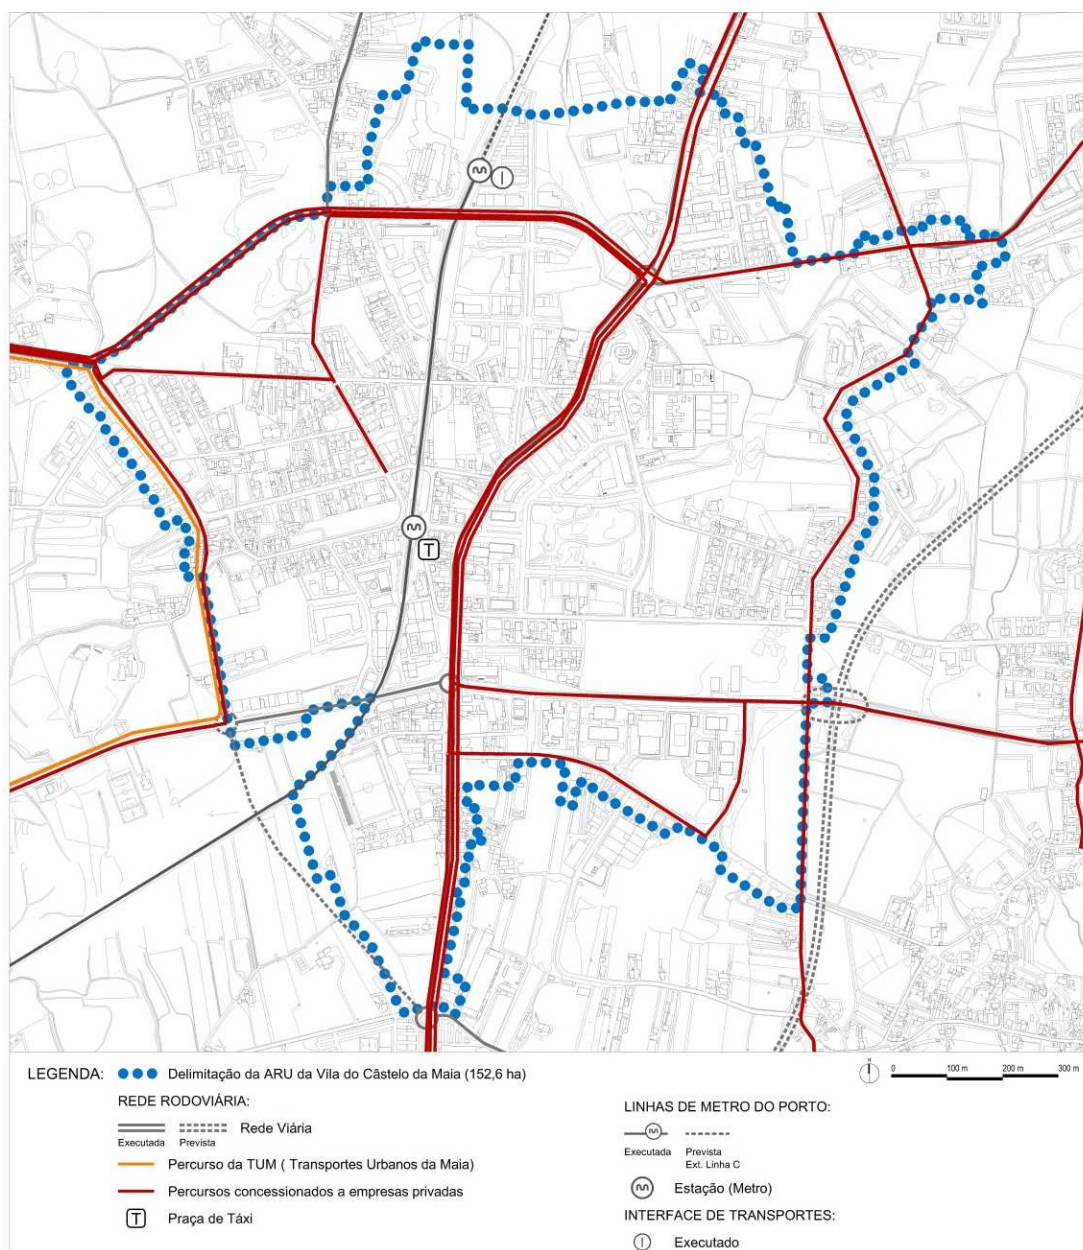 I
T
LEGENDA:
Delimitação da ARU da Vila do Câstelo da Maia (152,6 ha)
N
0 100 m 200 m 300 m
REDE RODOVIÁRIA:
Executada Prevista Rede Viária
Percurso da TUM ( Transportes Urbanos da Maia)
Percursos concessionados a empresas privadas
T Praça de Táxi
LINHAS DE METRO DO PORTO:
Executada Prevista
Ext. Linha C
Estação (Metro)
INTERFACE DE TRANSPORTES:
I Executado